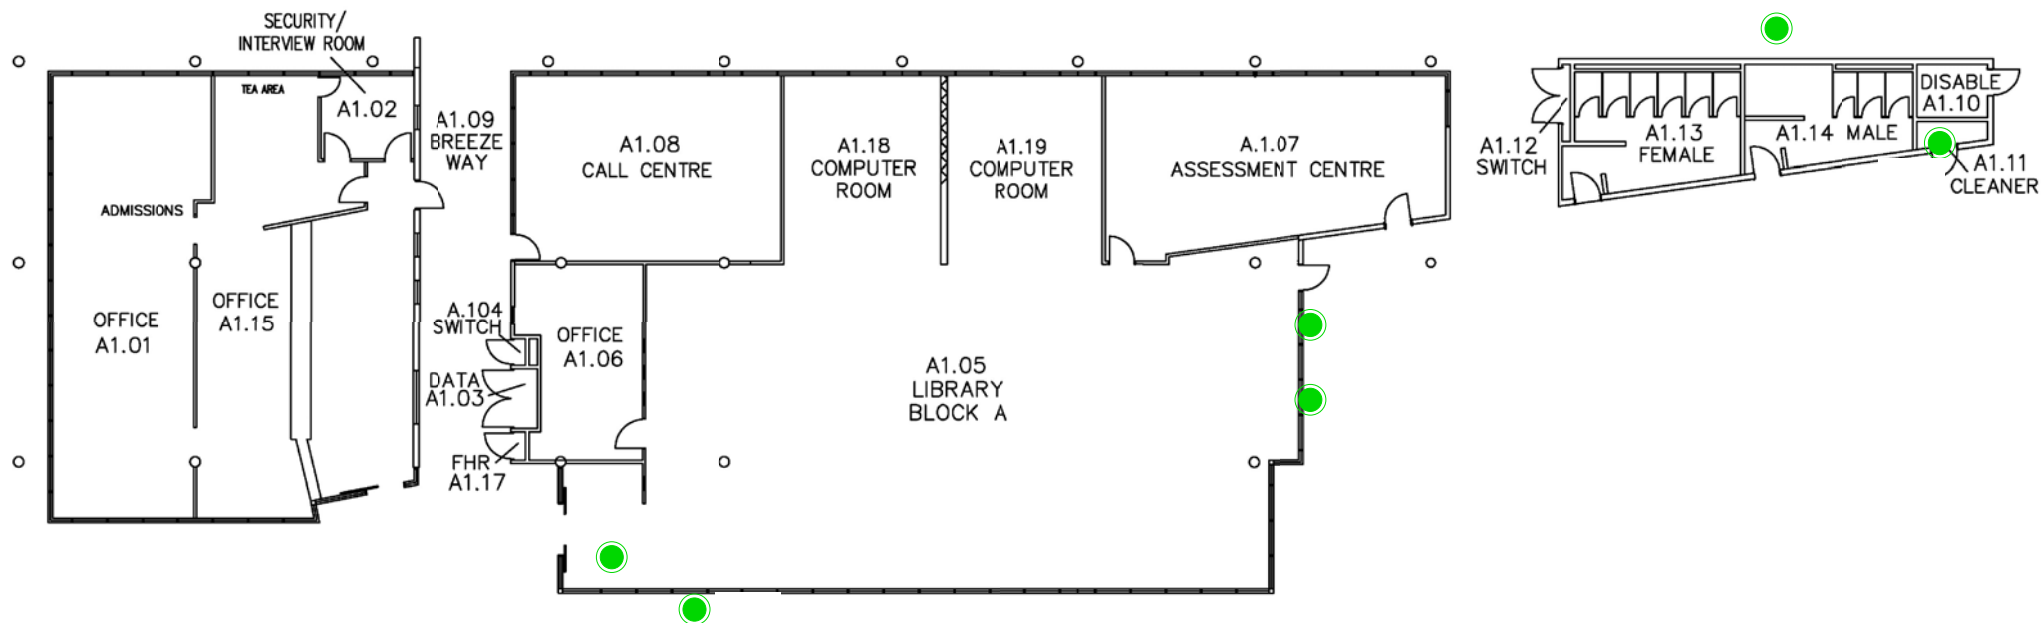 SECURITY/
INTERVIEW ROOM
TEA AREA
A1.02
A1.09
BREEZE
WAY
ADMISSIONS
OFFICE
A1.01
OFFICE
A1.15
A1.08
CALL CENTRE
A1.18
COMPUTER
ROOM
A1.19
COMPUTER
ROOM
A.1.07
ASSESSMENT CENTRE
A.104
SWITCH
OFFICE
A1.06
DATA
A1.03
FHR
A1.17
A1.05
LIBRARY
BLOCK A
A1.12
SWITCH
A1.13
FEMALE
A1.14 MALE
DISABLE
A1.10
A1.11
CLEANER